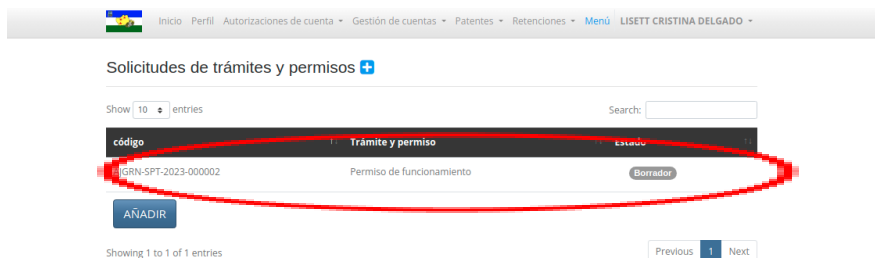 Inicio Perfil Autorizaciones de cuenta Gestión de cuentas Patentes Retenciones Menú LISETT CRISTINA DELGADO
Solicitudes de trámites y permisos
Show 10 entries Search:
código Trámite y permiso Estado
GRN-SPT-2023-000002 Permiso de funcionamiento Borrador
AÑADIR
Showing 1 to 1 of 1 entries Previous 1 Next